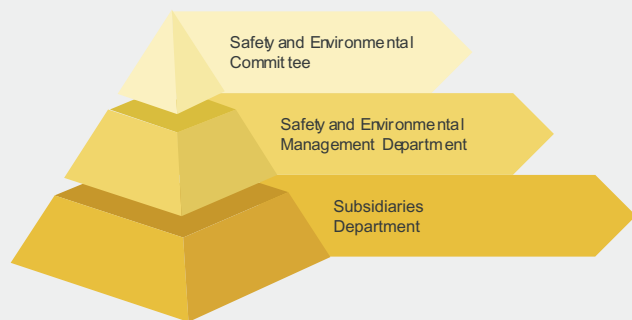 Safety and Environmental
Committee
Safety and Environmental
Management Department
Subsidiaries
Department